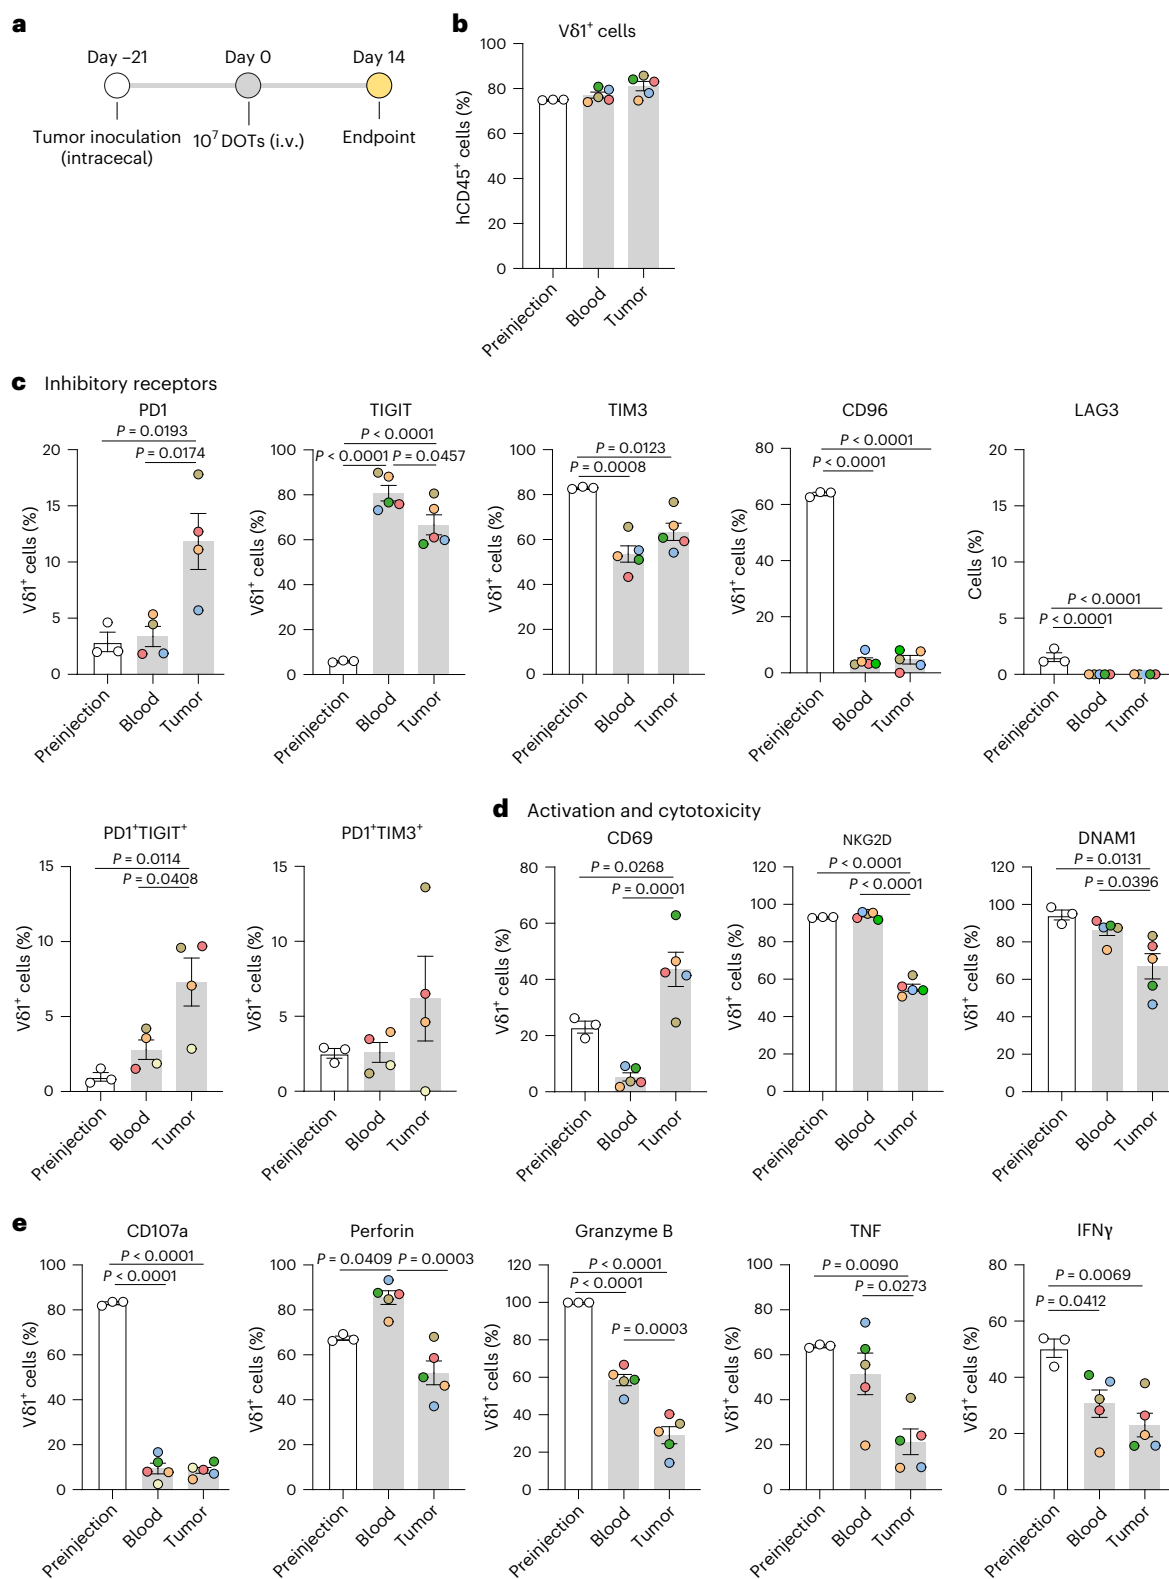 a
Day –21
Day 0
Day 14
Tumor inoculation
(intracecal)
10⁷ DOTs (i.v.)
Endpoint
b
Vδ1⁺ cells
hCD45⁺ cells (%)
100
80
60
40
20
0
Preinjection
Blood
Tumor
c Inhibitory receptors
PD1
P = 0.0193
P = 0.0174
Vδ1⁺ cells (%)
20
15
10
5
0
Preinjection
Blood
Tumor
TIGIT
P < 0.0001
P < 0.0001
P = 0.0457
Vδ1⁺ cells (%)
100
80
60
40
20
0
Preinjection
Blood
Tumor
TIM3
P = 0.0123
P = 0.0008
Vδ1⁺ cells (%)
100
80
60
40
20
0
Preinjection
Blood
Tumor
CD96
P < 0.0001
P < 0.0001
Vδ1⁺ cells (%)
80
60
40
20
0
Preinjection
Blood
Tumor
LAG3
P < 0.0001
P < 0.0001
Cells (%)
20
15
10
5
0
Preinjection
Blood
Tumor
PD1⁺TIGIT⁺
P = 0.0114
P = 0.0408
Vδ1⁺ cells (%)
15
10
5
0
Preinjection
Blood
Tumor
PD1⁺TIM3⁺
Vδ1⁺ cells (%)
15
10
5
0
Preinjection
Blood
Tumor
d Activation and cytotoxicity
CD69
P = 0.0268
P = 0.0001
Vδ1⁺ cells (%)
80
60
40
20
0
Preinjection
Blood
Tumor
NKG2D
P < 0.0001
P < 0.0001
Vδ1⁺ cells (%)
120
100
80
60
40
20
0
Preinjection
Blood
Tumor
DNAM1
P = 0.0131
P = 0.0396
Vδ1⁺ cells (%)
120
100
80
60
40
20
0
Preinjection
Blood
Tumor
e
CD107a
P < 0.0001
P < 0.0001
Vδ1⁺ cells (%)
100
80
60
40
20
0
Preinjection
Blood
Tumor
Perforin
P = 0.0409
P = 0.0003
Vδ1⁺ cells (%)
100
80
60
40
20
0
Preinjection
Blood
Tumor
Granzyme B
P < 0.0001
P < 0.0001
P = 0.0003
Vδ1⁺ cells (%)
120
100
80
60
40
20
0
Preinjection
Blood
Tumor
TNF
P = 0.0090
P = 0.0273
Vδ1⁺ cells (%)
100
80
60
40
20
0
Preinjection
Blood
Tumor
IFNγ
P = 0.0069
P = 0.0412
Vδ1⁺ cells (%)
80
60
40
20
0
Preinjection
Blood
Tumor